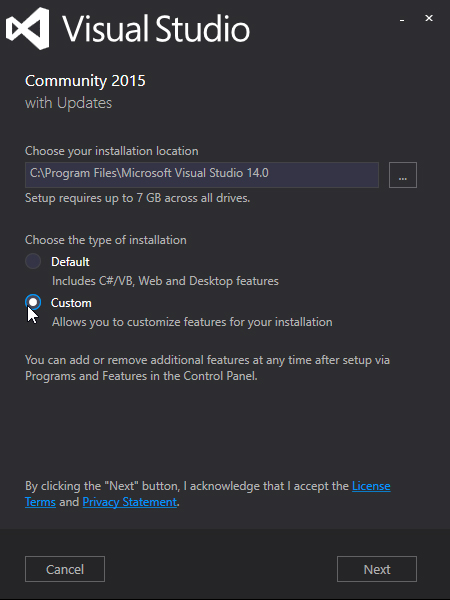 Visual Studio
Community 2015
with Updates
Choose your installation location
C:\Program Files\Microsoft Visual Studio 14.0
...
Setup requires up to 7 GB across all drives.
Choose the type of installation
Default
Includes C#/VB, Web and Desktop features
Custom
Allows you to customize features for your installation
You can add or remove additional features at any time after setup via
Programs and Features in the Control Panel.
By clicking the "Next" button, I acknowledge that I accept the License
Terms and Privacy Statement.
Cancel
Next